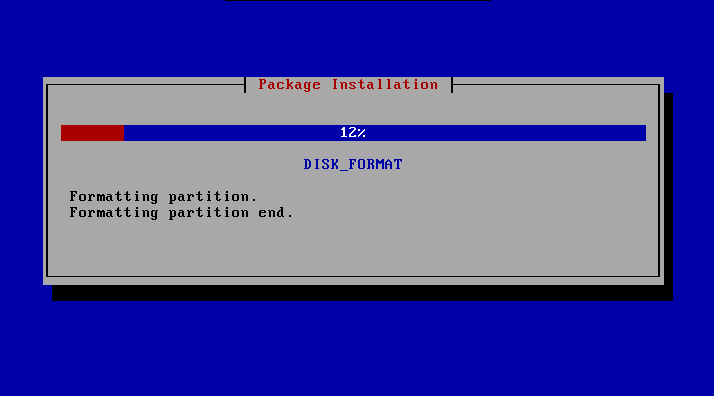 Package Installation
12%
DISK_FORMAT
Formatting partition.
Formatting partition end.